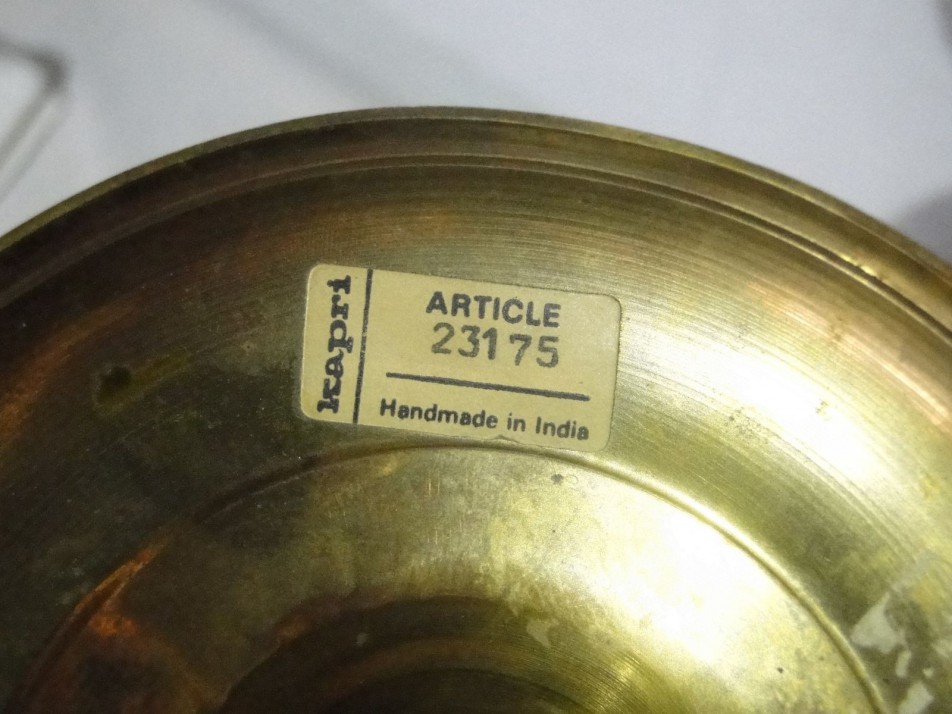 kapri
ARTICLE
23175
Handmade in India